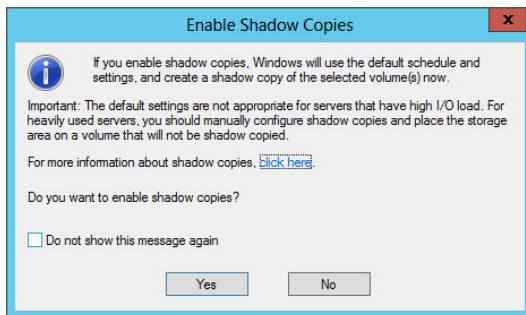 Enable Shadow Copies
x
If you enable shadow copies, Windows will use the default schedule and
settings, and create a shadow copy of the selected volume(s) now.
Important: The default settings are not appropriate for servers that have high I/O load. For
heavily used servers, you should manually configure shadow copies and place the storage
area on a volume that will not be shadow copied.
For more information about shadow copies, click here.
Do you want to enable shadow copies?
Do not show this message again
Yes No